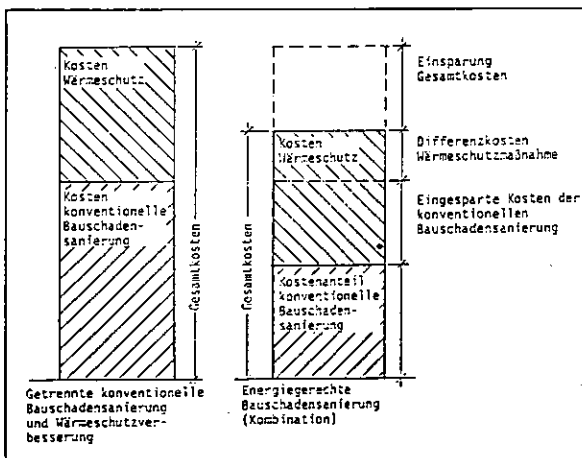 Kosten
Wärmeschutz
Kosten
konventionelle
Bauschaden-
sanierung
Gesamtkosten
Getrennte konventionelle
Bauschadensanierung
und Wärmeschutzver-
besserung
Gesamtkosten
Kosten
Wärmeschutz
Kostenanteil
konventionelle
Bauschaden-
sanierung
Energiegerechte
Bauschadensanierung
(Kombination)
Einsparung
Gesamtkosten
Differenzkosten
Wärmeschutzmaßnahme
Eingesparte Kosten der
konventionellen
Bauschadensanierung